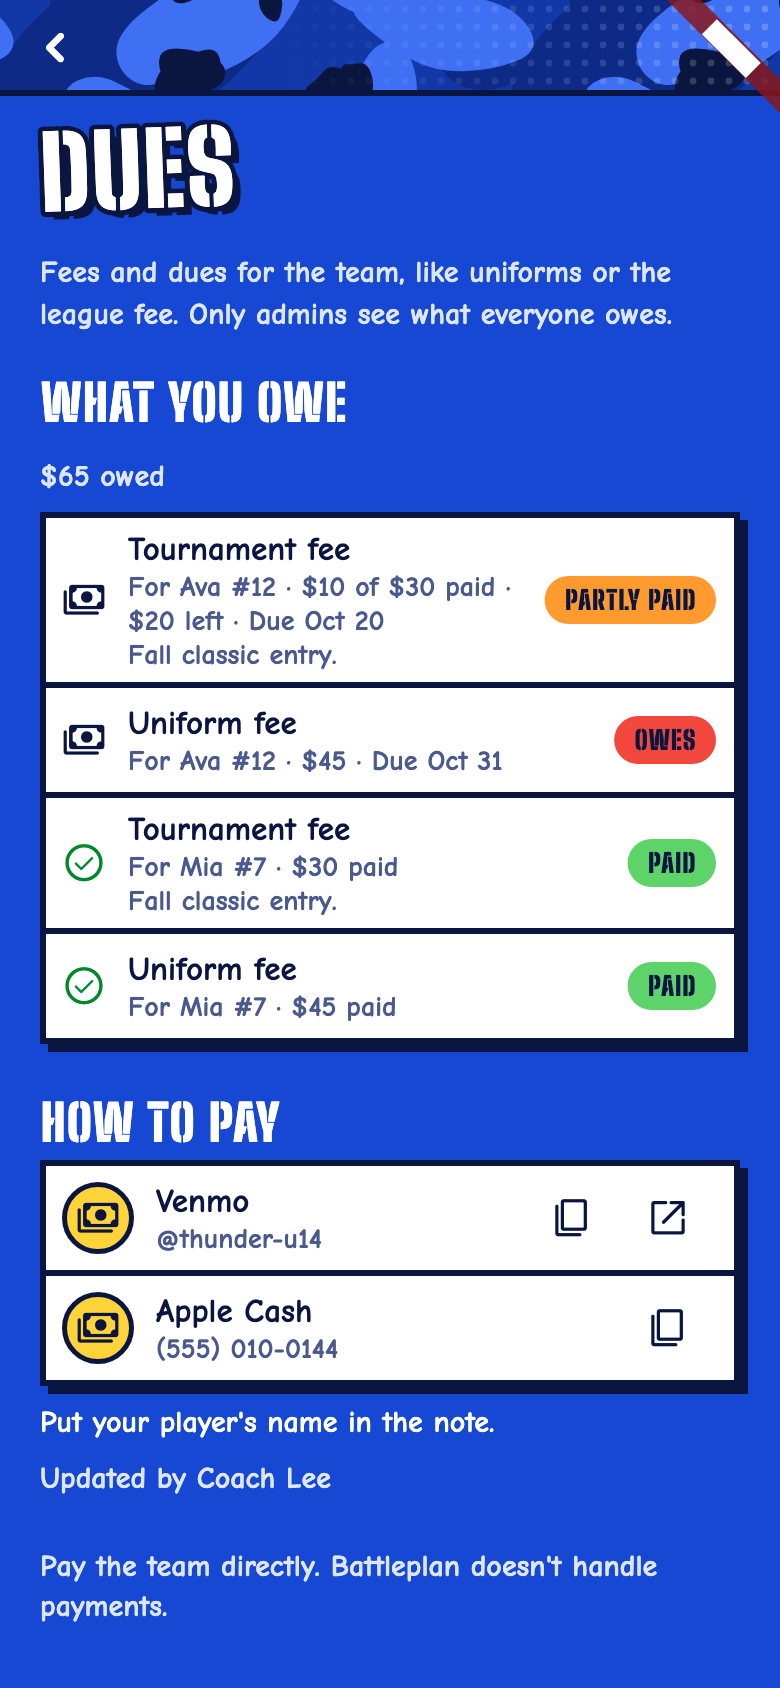 DUES
Fees and dues for the team, like uniforms or the
league fee. Only admins see what everyone owes.
WHAT YOU OWE
$65 owed
Tournament fee
For Ava #12 · $10 of $30 paid ·
$20 left · Due Oct 20
Fall classic entry.
PARTLY PAID
Uniform fee
For Ava #12 · $45 · Due Oct 31
OWES
Tournament fee
For Mia #7 · $30 paid
Fall classic entry.
PAID
Uniform fee
For Mia #7 · $45 paid
PAID
HOW TO PAY
Venmo
@thunder-u14
Apple Cash
(555) 010-0144
Put your player's name in the note.
Updated by Coach Lee
Pay the team directly. Battleplan doesn't handle
payments.